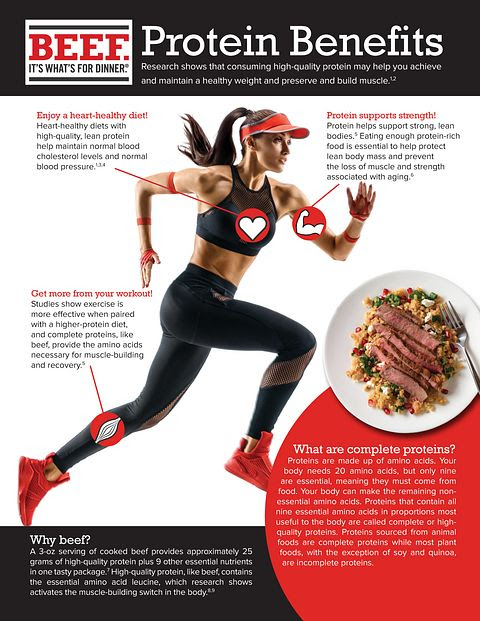 BEEF.
IT'S WHAT'S FOR DINNER.®
Protein Benefits
Research shows that consuming high-quality protein may help you achieve
and maintain a healthy weight and preserve and build muscle.1,2
Enjoy a heart-healthy diet!
Heart-healthy diets with
high-quality, lean protein
help maintain normal blood
cholesterol levels and normal
blood pressure.1,3,4
Protein supports strength!
Protein helps support strong, lean
bodies.5 Eating enough protein-rich
food is essential to help protect
lean body mass and prevent
the loss of muscle and strength
associated with aging.6
Get more from your workout!
Studies show exercise is
more effective when paired
with a higher-protein diet,
and complete proteins, like
beef, provide the amino acids
necessary for muscle-building
and recovery.5
What are complete proteins?
Proteins are made up of amino acids. Your
body needs 20 amino acids, but only nine
are essential, meaning they must come from
food. Your body can make the remaining non-
essential amino acids. Proteins that contain all
nine essential amino acids in proportions most
useful to the body are called complete or high-
quality proteins. Proteins sourced from animal
foods are complete proteins while most plant
foods, with the exception of soy and quinoa,
are incomplete proteins.
Why beef?
A 3-oz serving of cooked beef provides approximately 25
grams of high-quality protein plus 9 other essential nutrients
in one tasty package.7 High-quality protein, like beef, contains
the essential amino acid leucine, which research shows
activates the muscle-building switch in the body.8,9